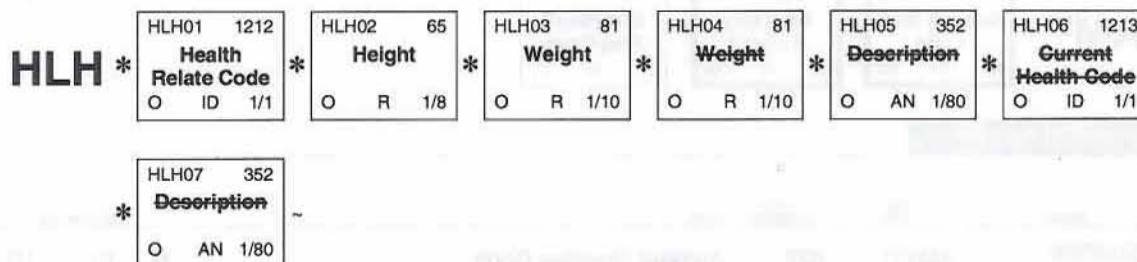 HLH01 1212 HLH02 65 HLH03 81 HLH04 81 HLH05 352 HLH06 1213
HLH * Health * Height * Weight * Weight * Description * Current
Relate Code Health Code
O ID 1/1 O R 1/8 O R 1/10 O R 1/10 O AN 1/80 O ID 1/1
HLH07 352
* Description ~
O AN 1/80